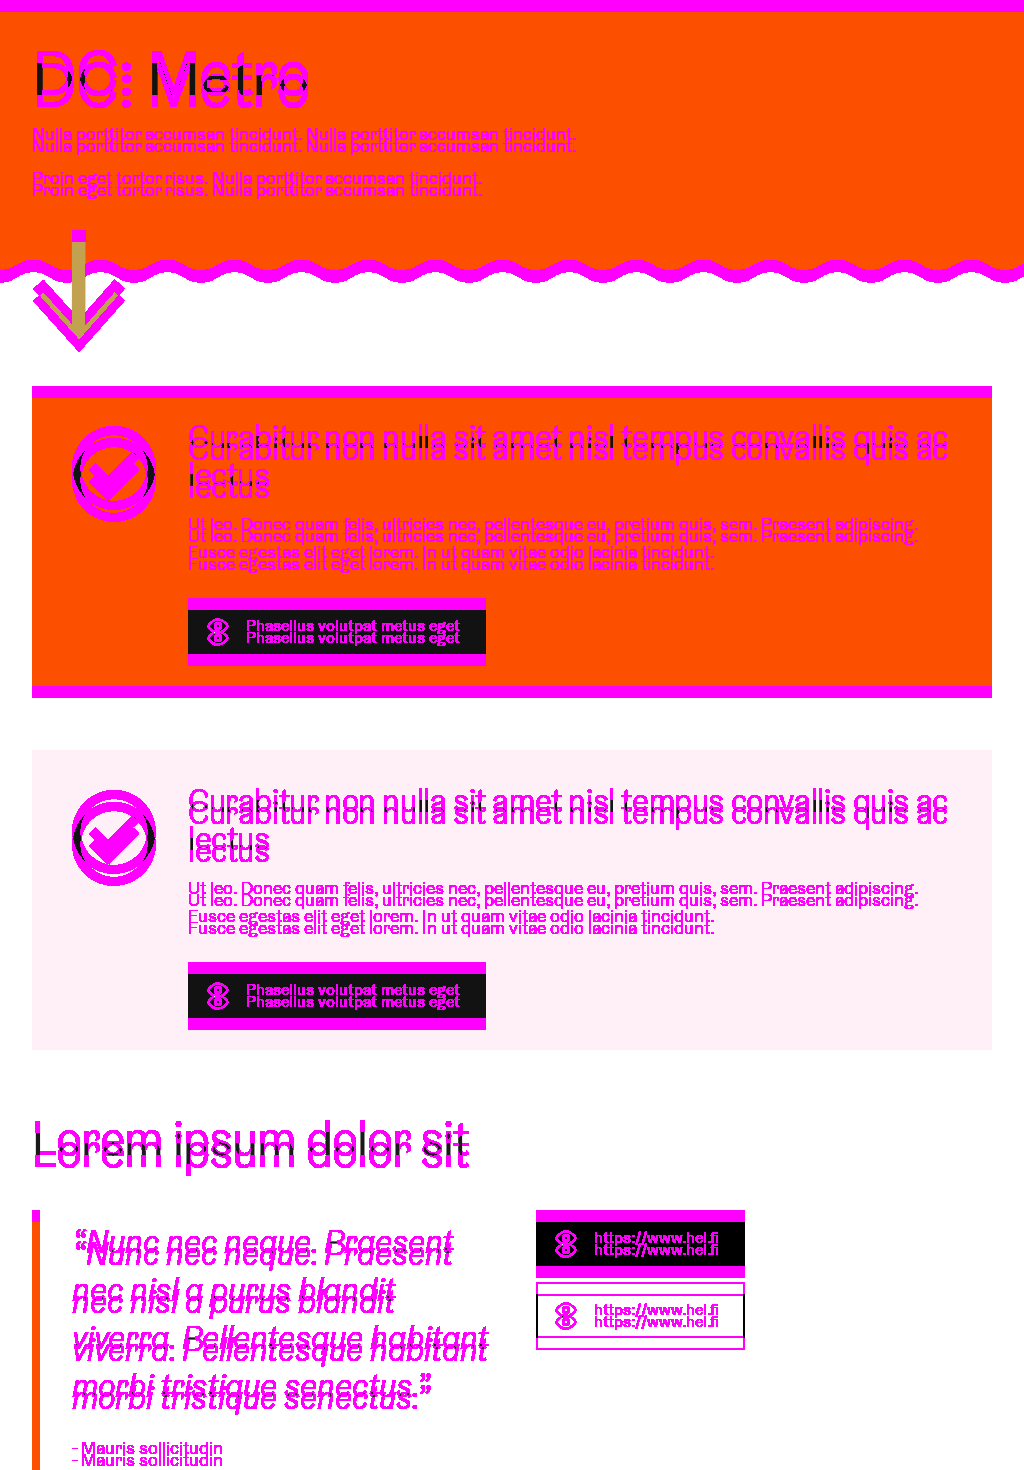 DC: Metro
Nulla porttitor accumsan tincidunt. Nulla porttitor accumsan tincidunt.
Proin eget tortor risus. Nulla porttitor accumsan tincidunt.
Curabitur non nulla sit amet nisl tempus convallis quis ac
lectus
Ut leo. Donec quam felis, ultricies nec, pellentesque eu, pretium quis, sem. Praesent adipiscing.
Fusce egestas elit eget lorem. In ut quam vitae odio lacinia tincidunt.
Phasellus volutpat metus eget
Curabitur non nulla sit amet nisl tempus convallis quis ac
lectus
Ut leo. Donec quam felis, ultricies nec, pellentesque eu, pretium quis, sem. Praesent adipiscing.
Fusce egestas elit eget lorem. In ut quam vitae odio lacinia tincidunt.
Phasellus volutpat metus eget
Lorem ipsum dolor sit
“Nunc nec neque. Praesent
nec nisl a purus blandit
viverra. Pellentesque habitant
morbi tristique senectus.”
- Mauris sollicitudin
https://www.hel.fi
https://www.hel.fi